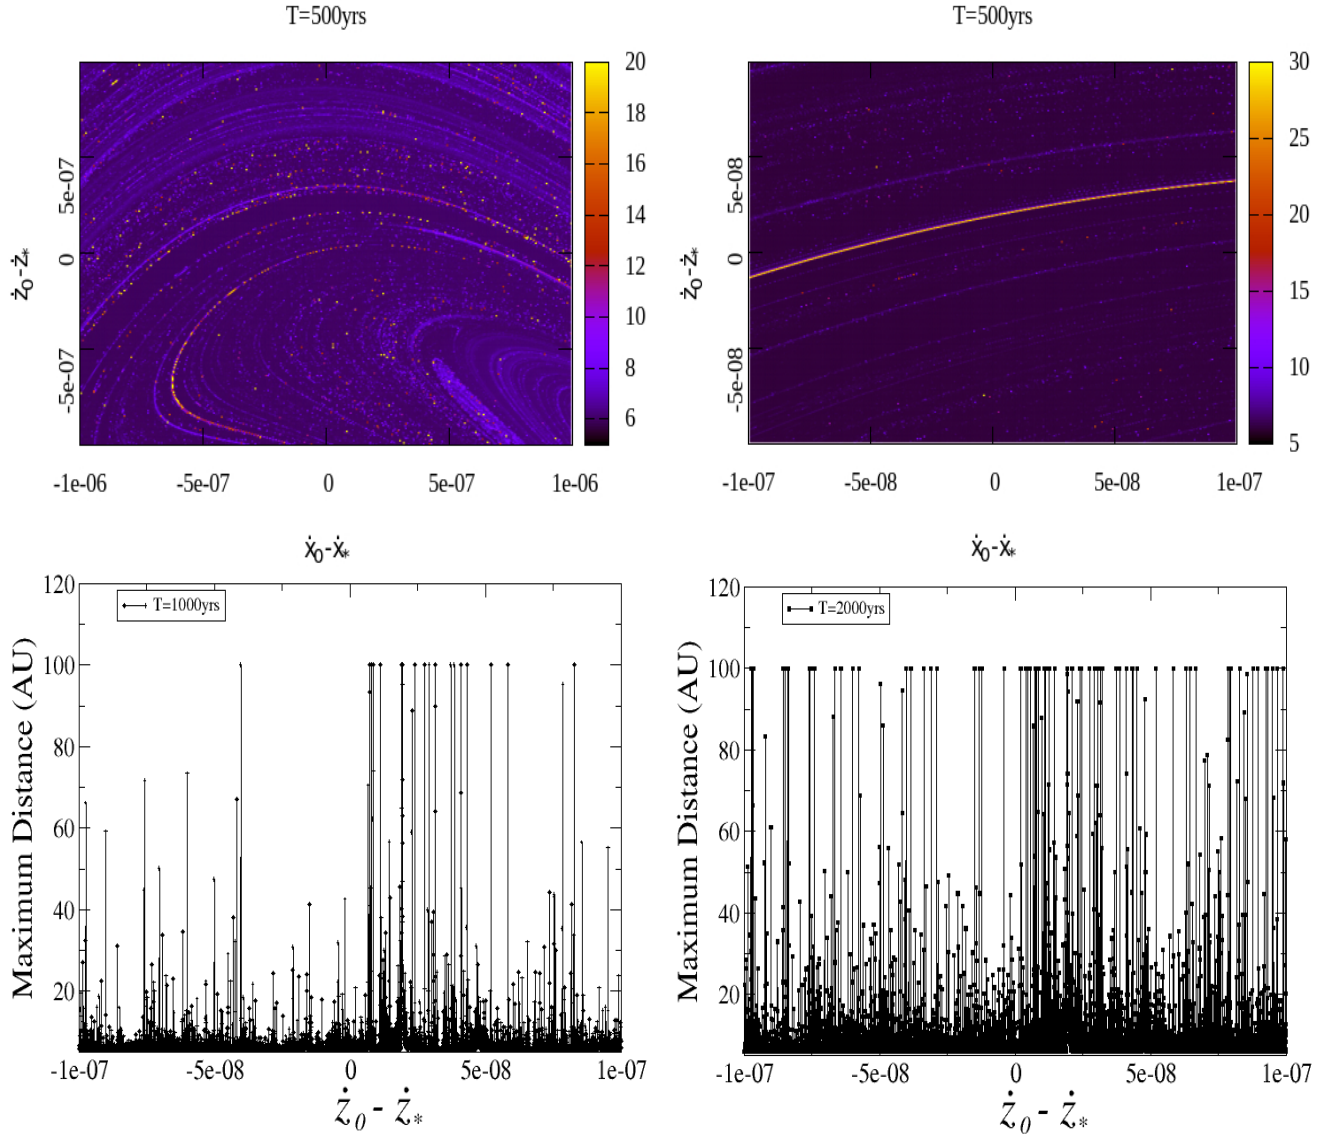 T=500yrs
20
18
16
14
12
10
8
6
5e-07
0
-5e-07
ż₀-ż*
-1e-06 -5e-07 0 5e-07 1e-06
ẋ₀-ẋ*
T=500yrs
30
25
20
15
10
5
5e-08
0
-5e-08
ż₀-ż*
-1e-07 -5e-08 0 5e-08 1e-07
ẋ₀-ẋ*
120
100
80
60
40
20
Maximum Distance (AU)
T=1000yrs
-1e-07 -5e-08 0 5e-08 1e-07
ż₀ - ż*
120
100
80
60
40
20
Maximum Distance (AU)
T=2000yrs
-1e-07 -5e-08 0 5e-08 1e-07
ż₀ - ż*